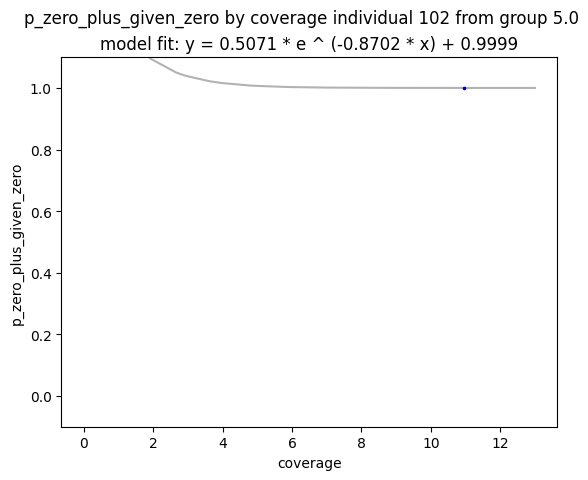 p_zero_plus_given_zero by coverage individual 102 from group 5.0
model fit: y = 0.5071 * e ^ (-0.8702 * x) + 0.9999
1.0
0.8
0.6
0.4
0.2
0.0
p_zero_plus_given_zero
0 2 4 6 8 10 12
coverage